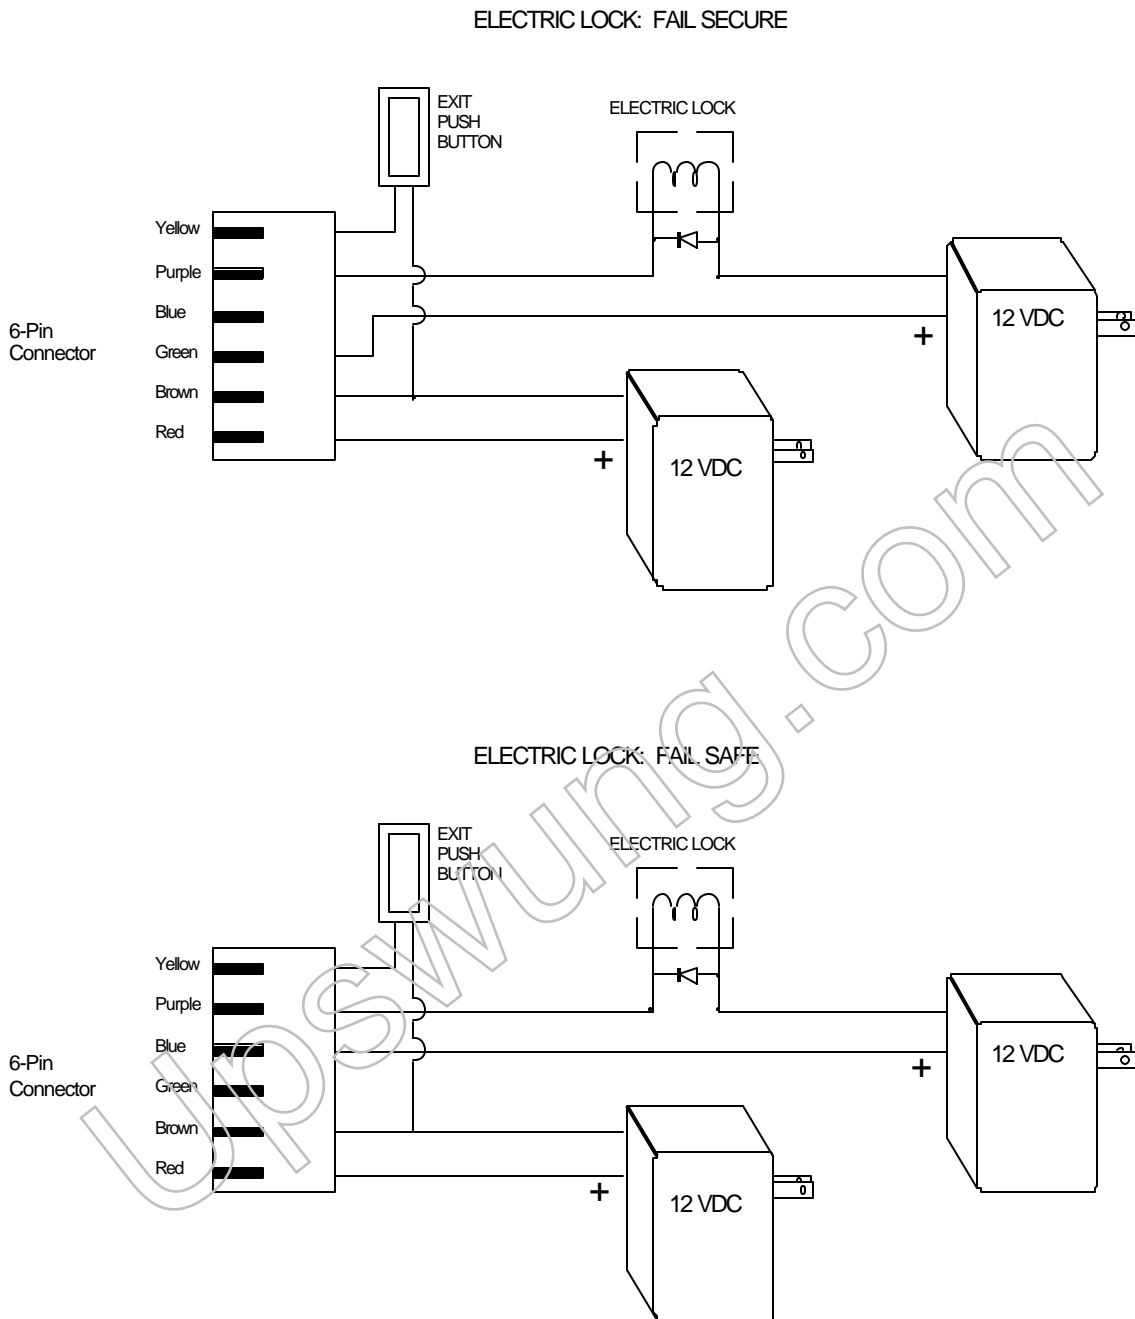 ELECTRIC LOCK: FAIL SECURE
EXIT
PUSH
BUTTON
ELECTRIC LOCK
Yellow
Purple
Blue
Green
Brown
Red
6-Pin
Connector
+
12 VDC
+
12 VDC
ELECTRIC LOCK: FAIL SAFE
EXIT
PUSH
BUTTON
ELECTRIC LOCK
Yellow
Purple
Blue
Green
Brown
Red
6-Pin
Connector
+
12 VDC
+
12 VDC
Upswung.com